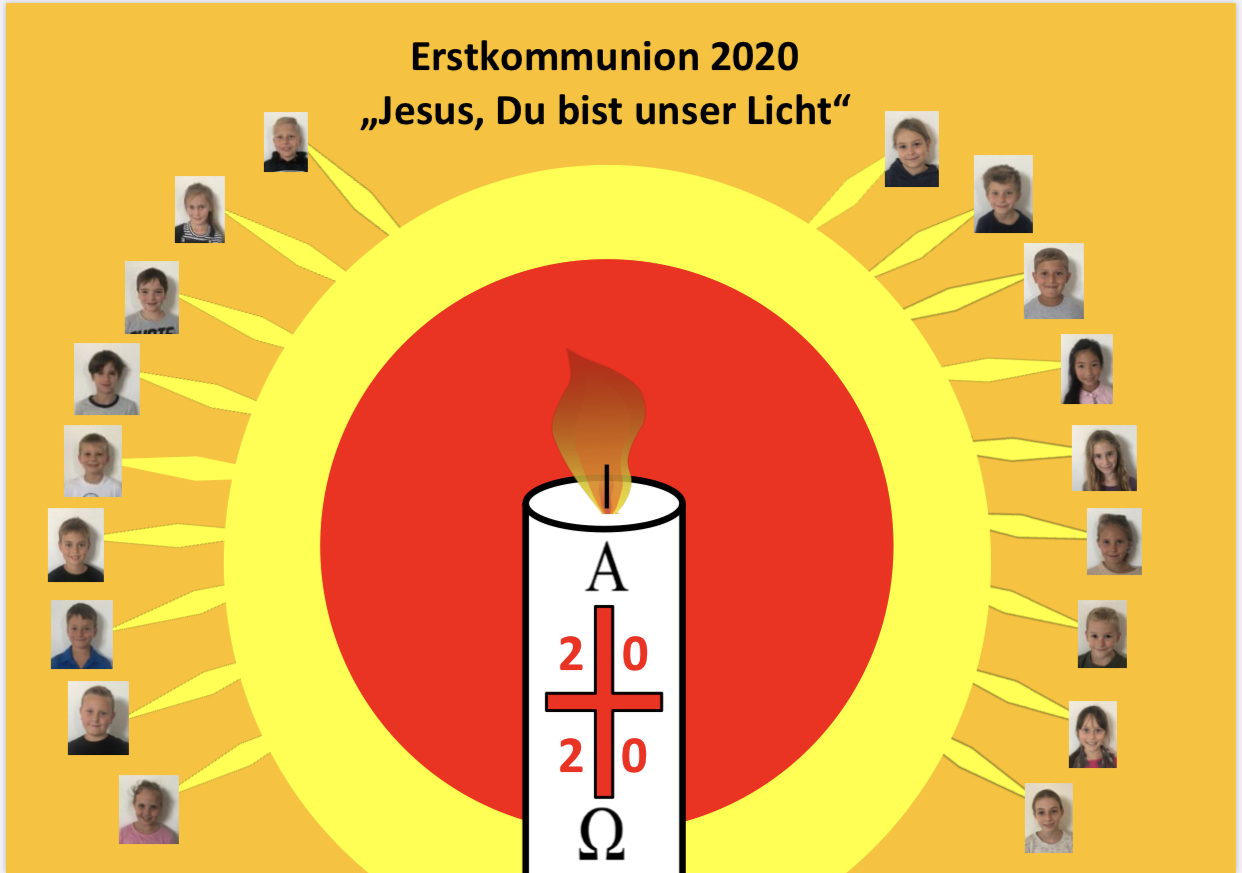 Erstkommunion 2020
„Jesus, Du bist unser Licht“
Α
2 0
2 0
Ω